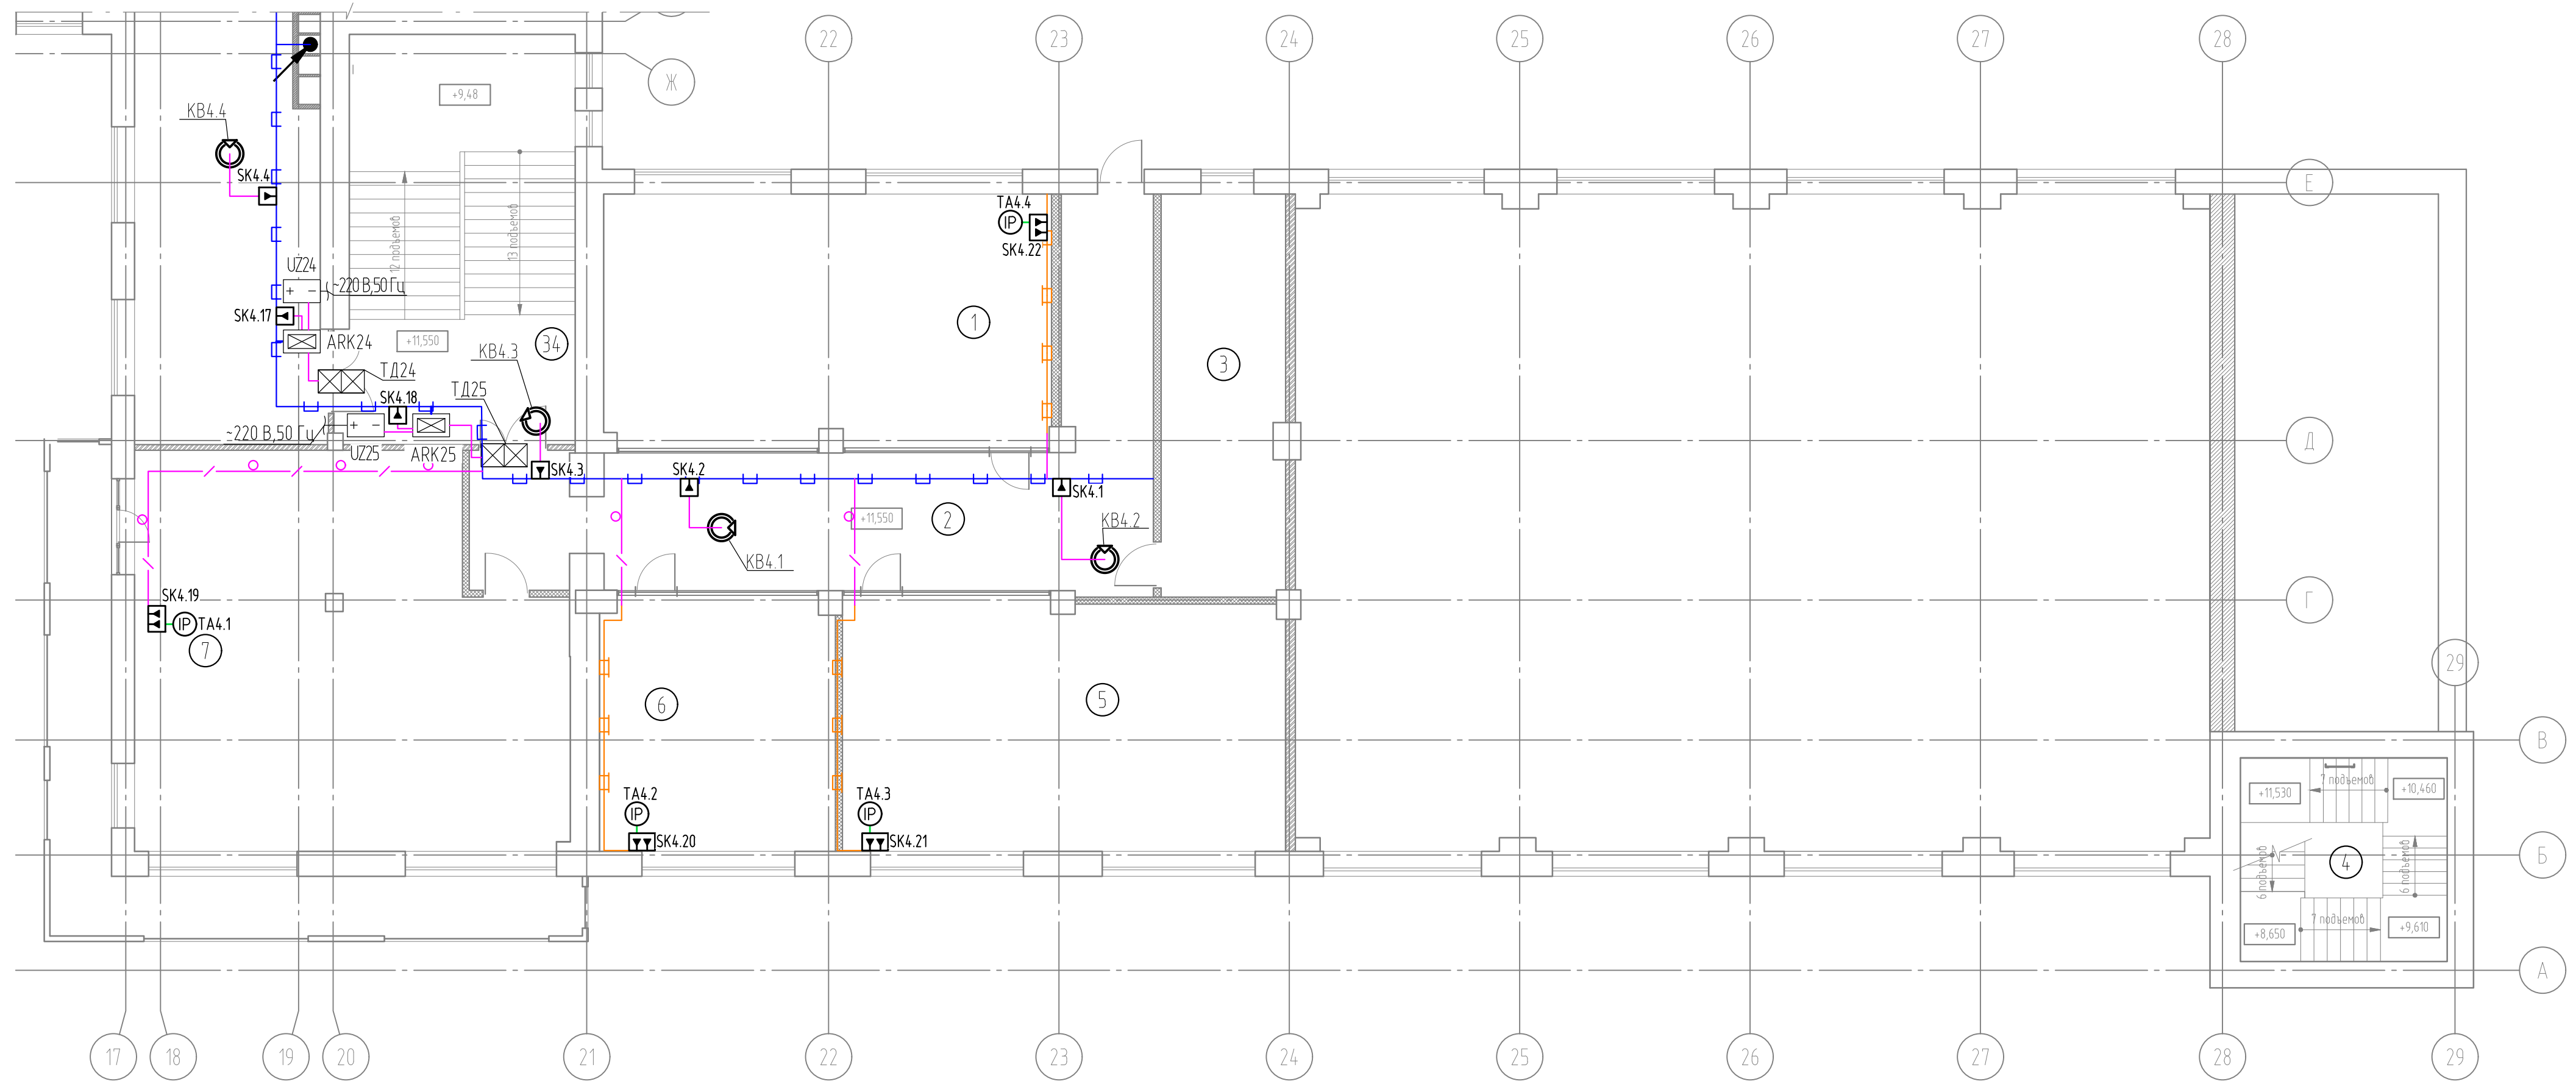 22
23
24
25
26
27
28
Ж
+9,48
КВ4.4
SK4.4
Е
12 подъемов
13 подъемов
TA4.4
IP
SK4.22
UZ24
+ −
~220 В,50 Гц
SK4.17
ARK24
+11,550
34
1
3
КВ4.3
ТД24
ТД25
SK4.18
+ −
~220 В,50 Гц
UZ25
ARK25
Д
SK4.3
SK4.2
SK4.1
+11,550
2
КВ4.2
КВ4.1
SK4.19
IP
TA4.1
7
Г
29
6
5
В
7 подъемов
+11,530
+10,460
TA4.2
IP
SK4.20
TA4.3
IP
SK4.21
6 подъемов
4
6 подъемов
Б
7 подъемов
+8,650
+9,610
А
17
18
19
20
21
22
23
24
25
26
27
28
29